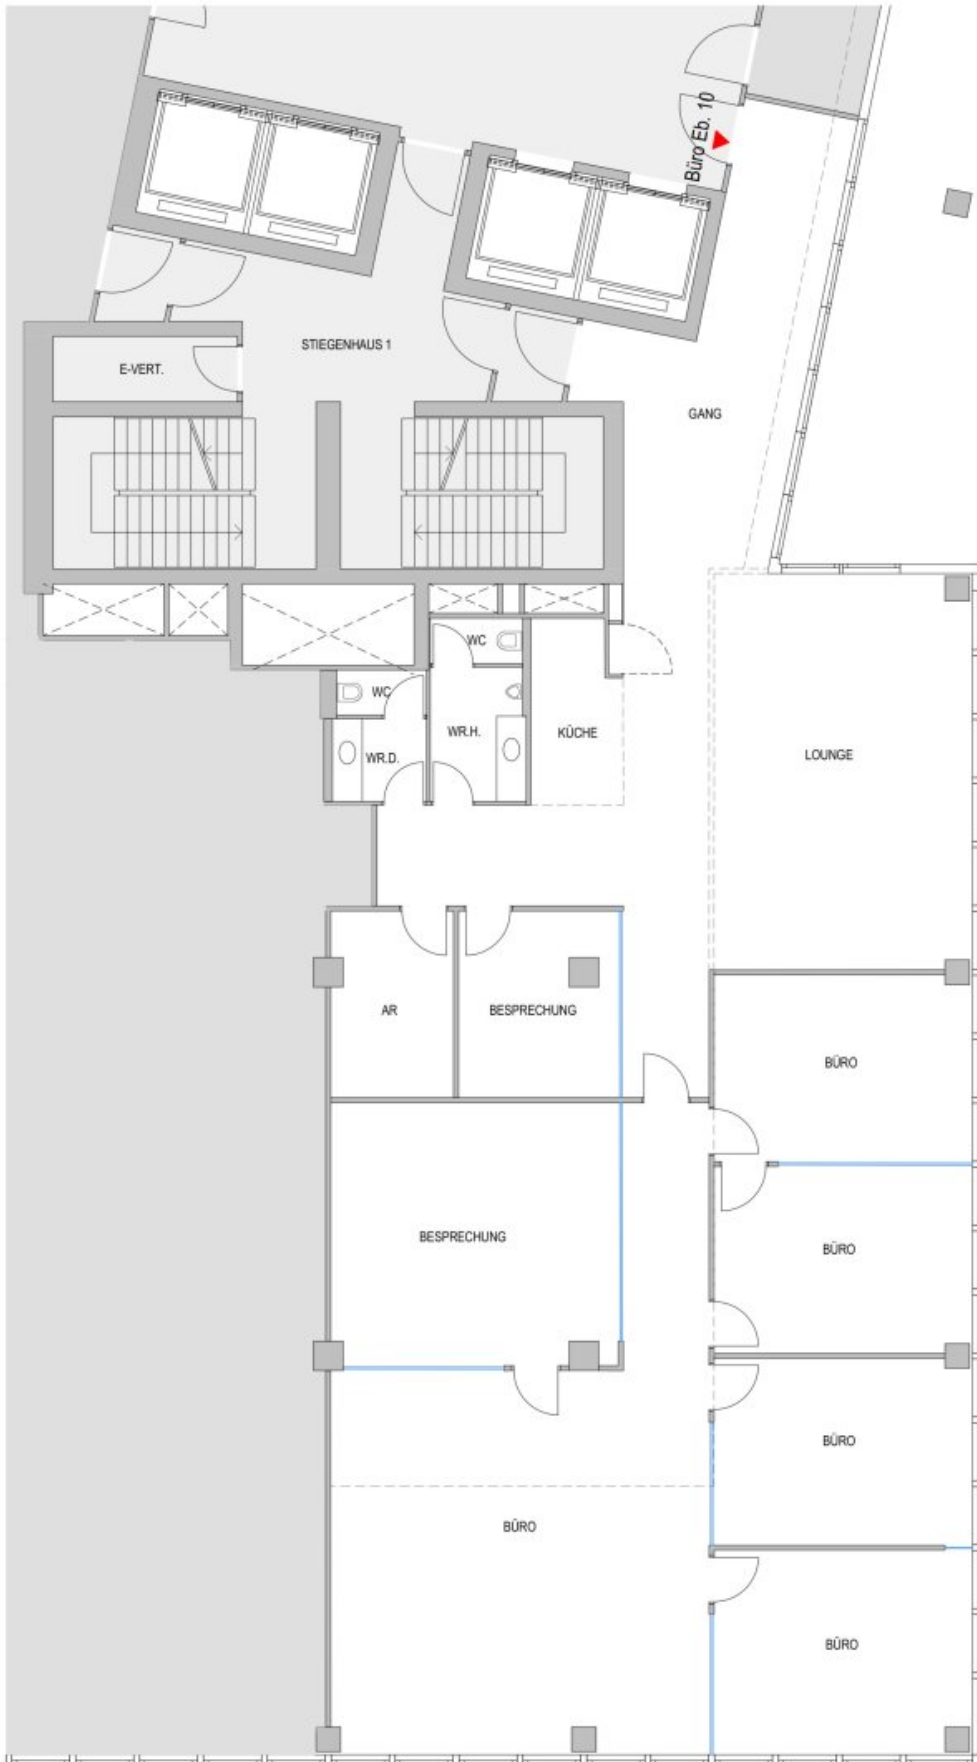 Büro Eb. 10
STIEGENHAUS 1
E-VERT.
GANG
WC
WC
WR.H.
WR.D.
KÜCHE
LOUNGE
AR
BESPRECHUNG
BÜRO
BESPRECHUNG
BÜRO
BÜRO
BÜRO
BÜRO